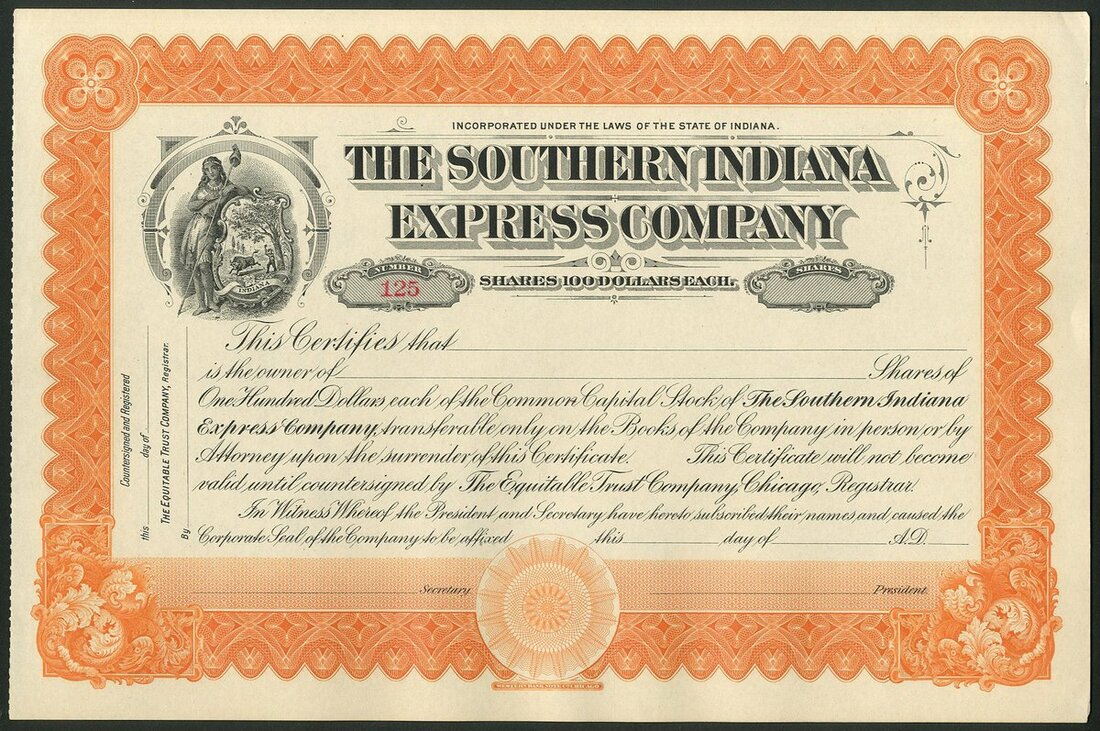 INCORPORATED UNDER THE LAWS OF THE STATE OF INDIANA.
THE SOUTHERN INDIANA
EXPRESS COMPANY
INDIANA
NUMBER
125
SHARES 100 DOLLARS EACH.
SHARES
This Certifies that
is the owner of Shares of
One Hundred Dollars, each, of the Common Capital Stock, of The Southern Indiana
Express Company, transferable only on the Books of the Company in person or by
Attorney upon the surrender of this Certificate. This Certificate will not become
valid until countersigned by The Equitable Trust Company, Chicago, Registrar.
In Witness Whereof, the President and Secretary have hereto subscribed their names and caused the
Corporate Seal of the Company to be affixed this day of A.D.
Secretary. President.
Countersigned and Registered
this day of
THE EQUITABLE TRUST COMPANY, Registrar.
By
WESTERN BANK NOTE CO. CHICAGO